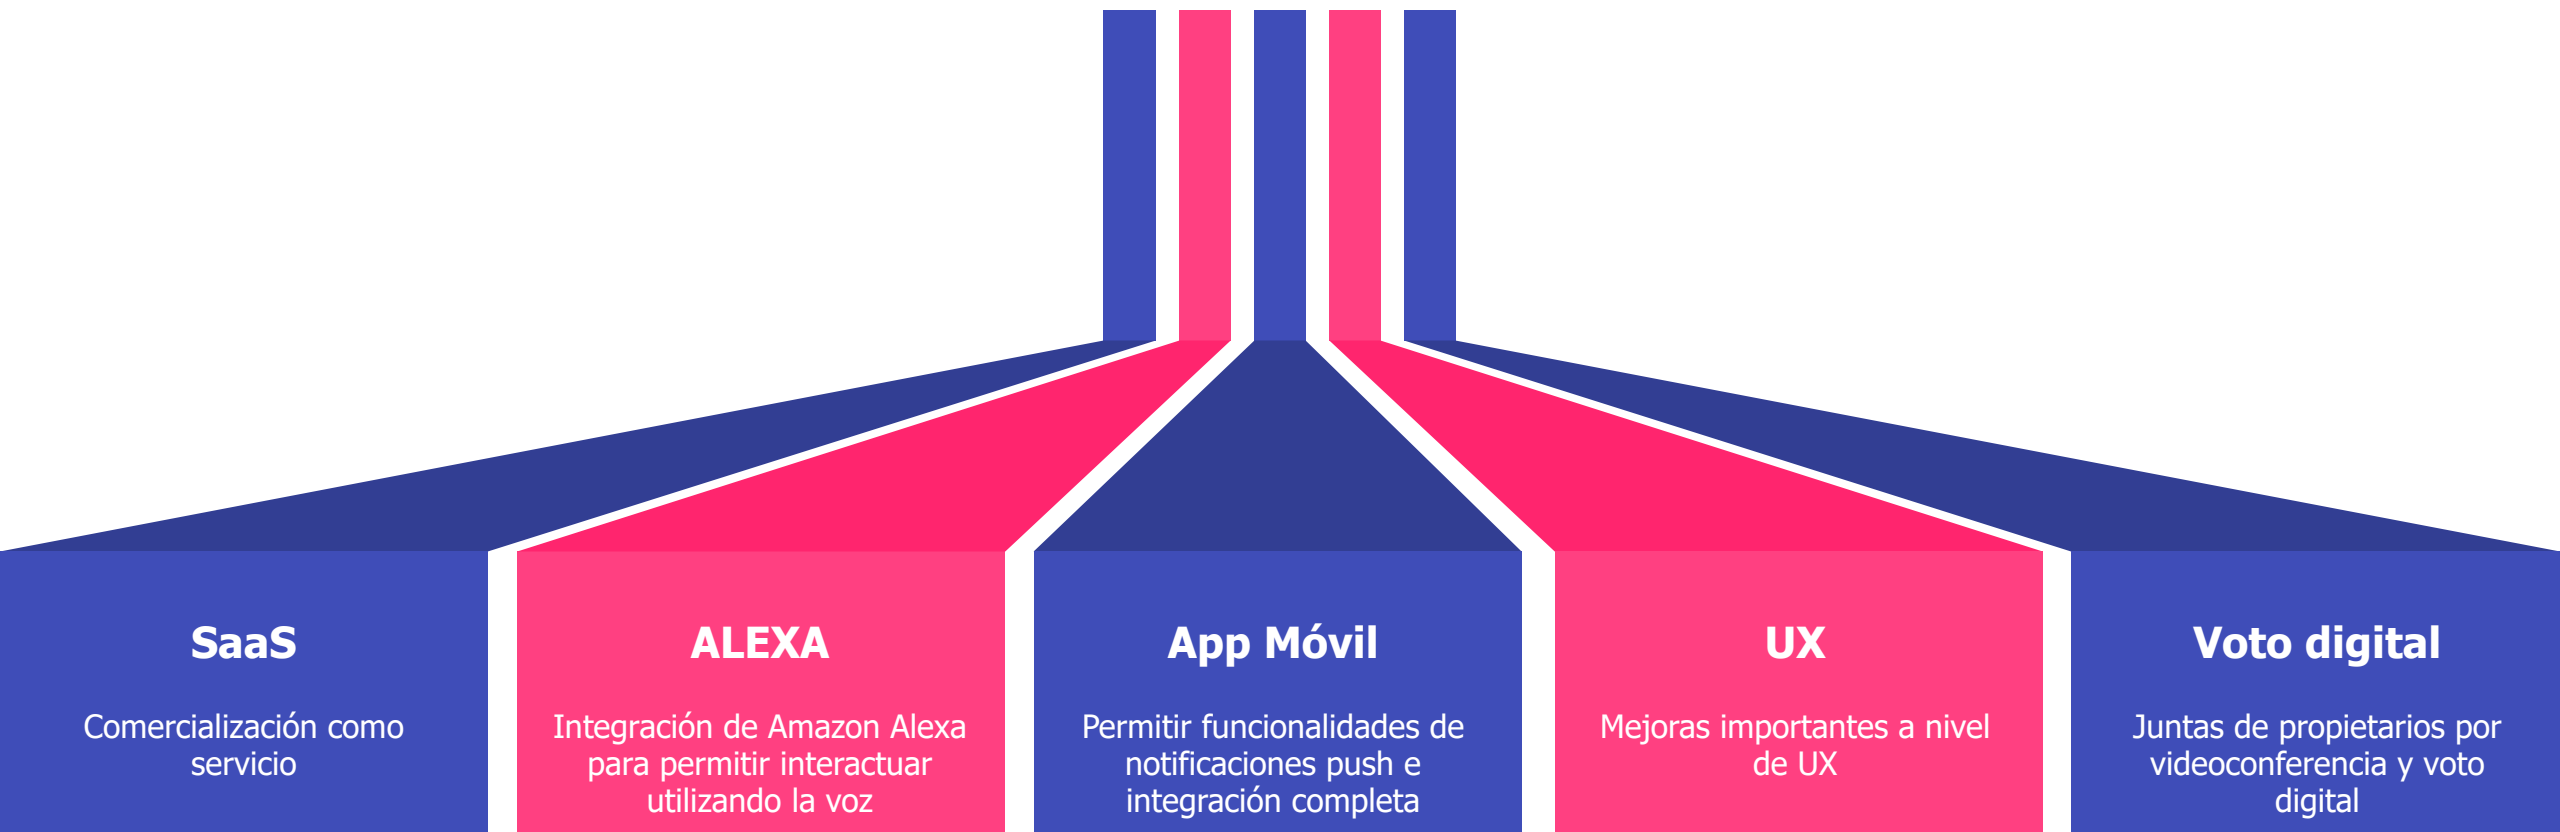 SaaS
Comercialización como
servicio
ALEXA
Integración de Amazon Alexa
para permitir interactuar
utilizando la voz
App Móvil
Permitir funcionalidades de
notificaciones push e
integración completa
UX
Mejoras importantes a nivel
de UX
Voto digital
Juntas de propietarios por
videoconferencia y voto
digital